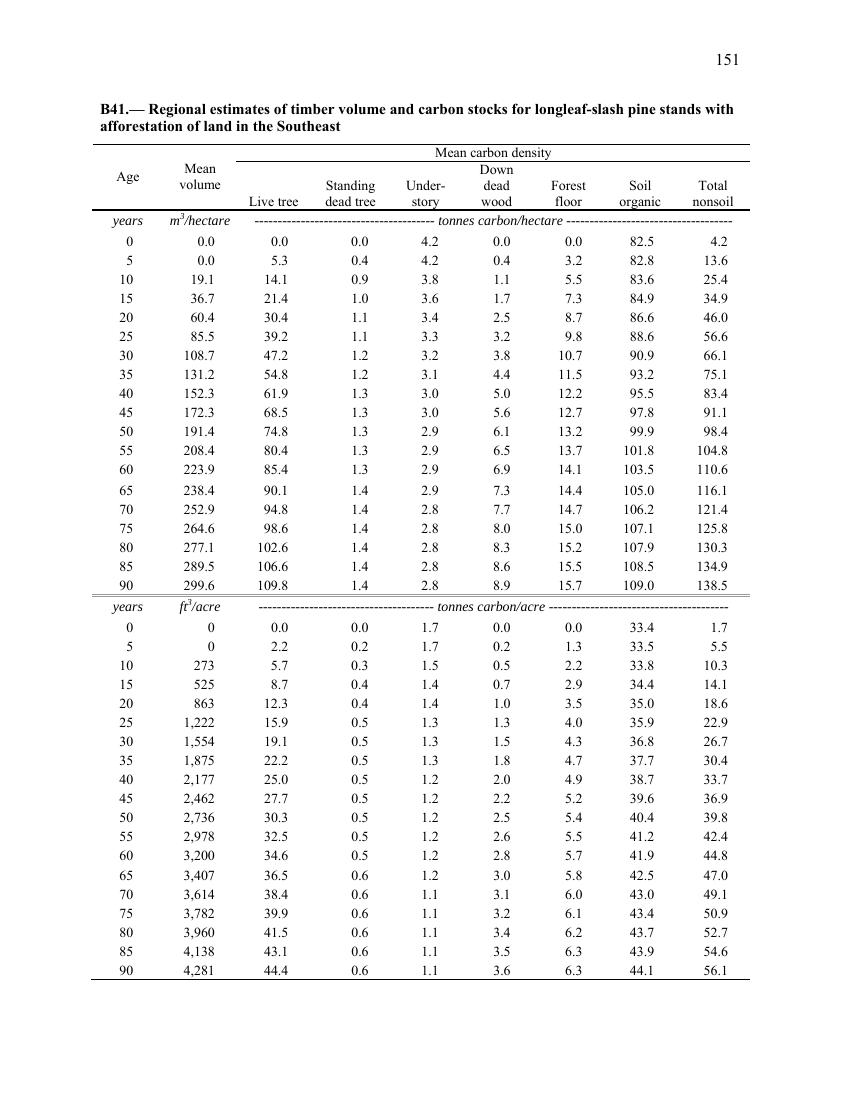 151
B41.— Regional estimates of timber volume and carbon stocks for longleaf-slash pine stands with
afforestation of land in the Southeast
Age Mean volume Mean carbon density
Live tree Standing dead tree Under- story Down dead wood Forest floor Soil organic Total nonsoil
years m³/hectare --------------------------------------- tonnes carbon/hectare ------------------------------------
0 0.0 0.0 0.0 4.2 0.0 0.0 82.5 4.2
5 0.0 5.3 0.4 4.2 0.4 3.2 82.8 13.6
10 19.1 14.1 0.9 3.8 1.1 5.5 83.6 25.4
15 36.7 21.4 1.0 3.6 1.7 7.3 84.9 34.9
20 60.4 30.4 1.1 3.4 2.5 8.7 86.6 46.0
25 85.5 39.2 1.1 3.3 3.2 9.8 88.6 56.6
30 108.7 47.2 1.2 3.2 3.8 10.7 90.9 66.1
35 131.2 54.8 1.2 3.1 4.4 11.5 93.2 75.1
40 152.3 61.9 1.3 3.0 5.0 12.2 95.5 83.4
45 172.3 68.5 1.3 3.0 5.6 12.7 97.8 91.1
50 191.4 74.8 1.3 2.9 6.1 13.2 99.9 98.4
55 208.4 80.4 1.3 2.9 6.5 13.7 101.8 104.8
60 223.9 85.4 1.3 2.9 6.9 14.1 103.5 110.6
65 238.4 90.1 1.4 2.9 7.3 14.4 105.0 116.1
70 252.9 94.8 1.4 2.8 7.7 14.7 106.2 121.4
75 264.6 98.6 1.4 2.8 8.0 15.0 107.1 125.8
80 277.1 102.6 1.4 2.8 8.3 15.2 107.9 130.3
85 289.5 106.6 1.4 2.8 8.6 15.5 108.5 134.9
90 299.6 109.8 1.4 2.8 8.9 15.7 109.0 138.5
years ft³/acre -------------------------------------- tonnes carbon/acre ---------------------------------------
0 0 0.0 0.0 1.7 0.0 0.0 33.4 1.7
5 0 2.2 0.2 1.7 0.2 1.3 33.5 5.5
10 273 5.7 0.3 1.5 0.5 2.2 33.8 10.3
15 525 8.7 0.4 1.4 0.7 2.9 34.4 14.1
20 863 12.3 0.4 1.4 1.0 3.5 35.0 18.6
25 1,222 15.9 0.5 1.3 1.3 4.0 35.9 22.9
30 1,554 19.1 0.5 1.3 1.5 4.3 36.8 26.7
35 1,875 22.2 0.5 1.3 1.8 4.7 37.7 30.4
40 2,177 25.0 0.5 1.2 2.0 4.9 38.7 33.7
45 2,462 27.7 0.5 1.2 2.2 5.2 39.6 36.9
50 2,736 30.3 0.5 1.2 2.5 5.4 40.4 39.8
55 2,978 32.5 0.5 1.2 2.6 5.5 41.2 42.4
60 3,200 34.6 0.5 1.2 2.8 5.7 41.9 44.8
65 3,407 36.5 0.6 1.2 3.0 5.8 42.5 47.0
70 3,614 38.4 0.6 1.1 3.1 6.0 43.0 49.1
75 3,782 39.9 0.6 1.1 3.2 6.1 43.4 50.9
80 3,960 41.5 0.6 1.1 3.4 6.2 43.7 52.7
85 4,138 43.1 0.6 1.1 3.5 6.3 43.9 54.6
90 4,281 44.4 0.6 1.1 3.6 6.3 44.1 56.1